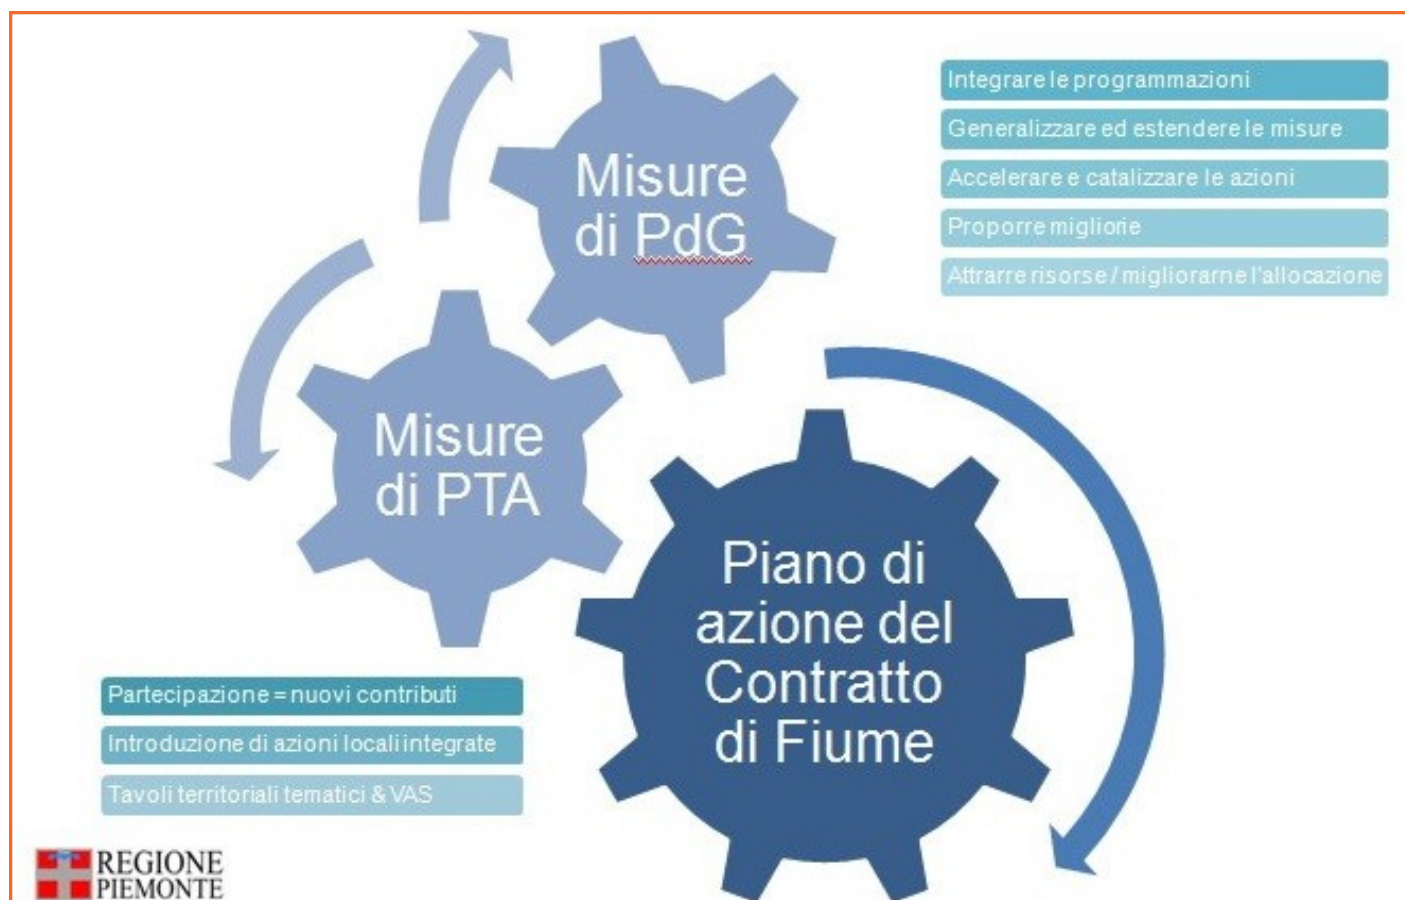 Misure
di PdG
Integrare le programmazioni
Generalizzare ed estendere le misure
Accelerare e catalizzare le azioni
Proporre migliorie
Attrarre risorse / migliorarne l'allocazione
Misure
di PTA
Piano di
azione del
Contratto
di Fiume
Partecipazione = nuovi contributi
Introduzione di azioni locali integrate
Tavoli territoriali tematici & VAS
REGIONE
PIEMONTE